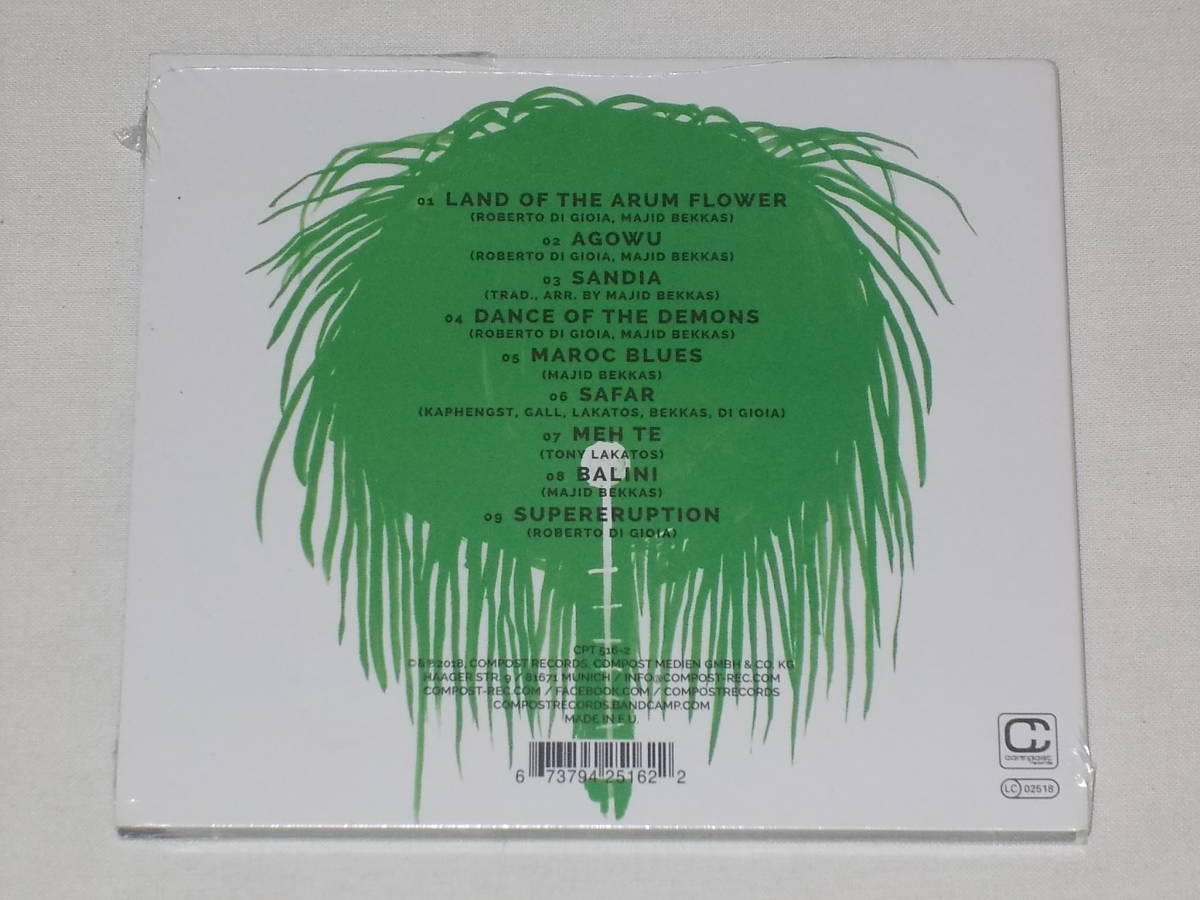 01 LAND OF THE ARUM FLOWER
(ROBERTO DI GIOIA, MAJID BEKKAS)
02 AGOWU
(ROBERTO DI GIOIA, MAJID BEKKAS)
03 SANDIA
(TRAD., ARR. BY MAJID BEKKAS)
04 DANCE OF THE DEMONS
(ROBERTO DI GIOIA, MAJID BEKKAS)
05 MAROC BLUES
(MAJID BEKKAS)
06 SAFAR
(KAPHENGST, GALL, LAKATOS, BEKKAS, DI GIOIA)
07 MEH TE
(TONY LAKATOS)
08 BALINI
(MAJID BEKKAS)
09 SUPERERUPTION
(ROBERTO DI GIOIA)
CPT 516-2
©&℗2018, COMPOST RECORDS, COMPOST MEDIEN GMBH & CO. KG
HAAGER STR. 9 / 81671 MUNICH / INFO@COMPOST-REC.COM
COMPOST-REC.COM / FACEBOOK.COM / COMPOSTRECORDS
COMPOSTRECORDS.BANDCAMP.COM
MADE IN E.U.
6 73794 25162 2
compost
records
LC 02518